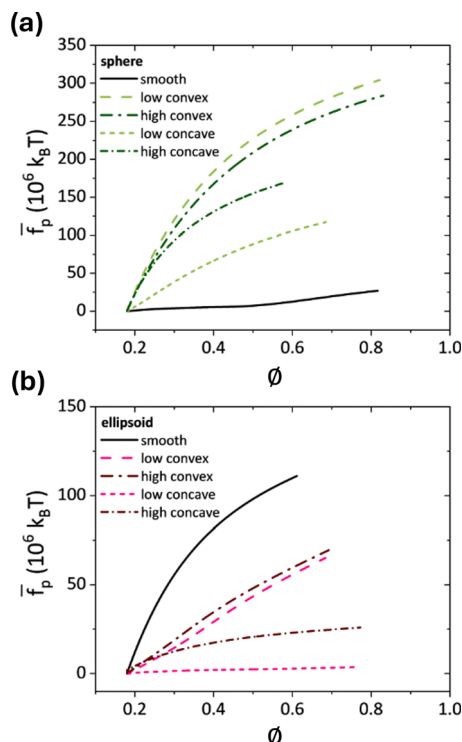 (a)
350
300
250
200
150
100
50
0
f̄p (10⁶ kBT)
sphere
smooth
low convex
high convex
low concave
high concave
0.2 0.4 0.6 0.8 1.0
Ø
(b)
150
100
50
0
f̄p (10⁶ kBT)
ellipsoid
smooth
low convex
high convex
low concave
high concave
0.2 0.4 0.6 0.8 1.0
Ø